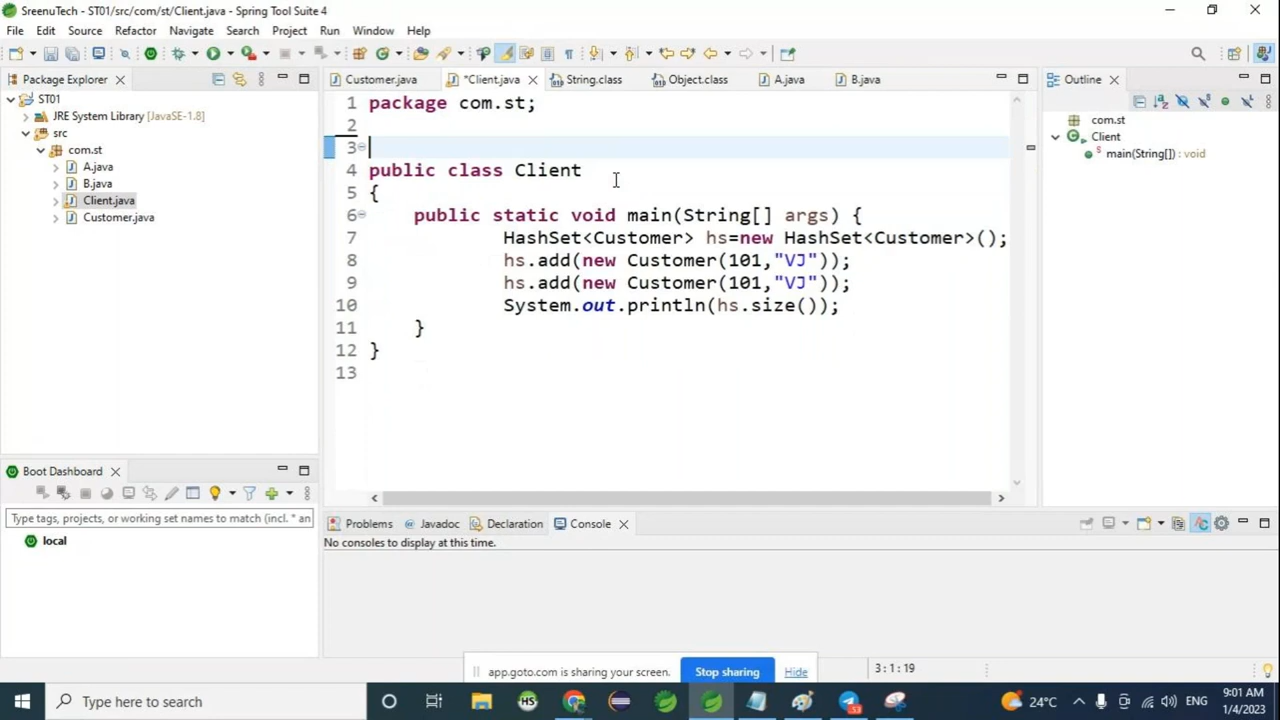 SreenuTech - ST01/src/com/st/Client.java - Spring Tool Suite 4
File Edit Source Refactor Navigate Search Project Run Window Help
Package Explorer
Customer.java
*Client.java
String.class
Object.class
A.java
B.java
Outline
ST01
JRE System Library [JavaSE-1.8]
src
com.st
A.java
B.java
Client.java
Customer.java
1 package com.st;
2
3
4 public class Client
5 {
6 public static void main(String[] args) {
7 HashSet<Customer> hs=new HashSet<Customer>();
8 hs.add(new Customer(101,"VJ"));
9 hs.add(new Customer(101,"VJ"));
10 System.out.println(hs.size());
11 }
12 }
13
com.st
Client
main(String[]) : void
Boot Dashboard
Type tags, projects, or working set names to match (incl. * an
local
Problems
Javadoc
Declaration
Console
No consoles to display at this time.
app.goto.com is sharing your screen.
Stop sharing
Hide
3 : 1 : 19
Type here to search
HS
53
24°C
ENG
9:01 AM
1/4/2023